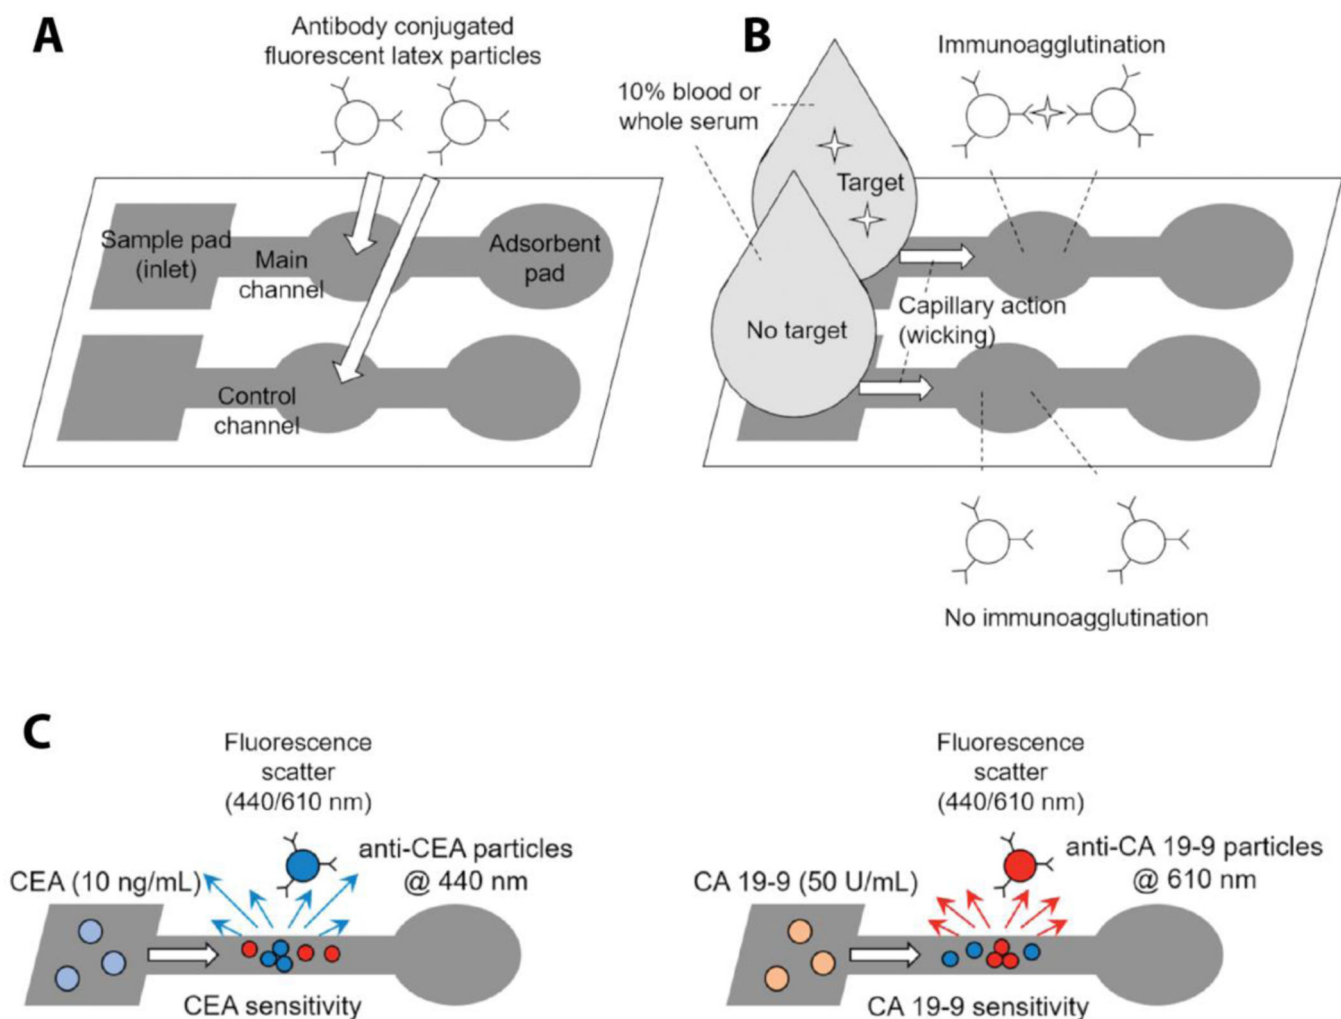 A
Antibody conjugated
fluorescent latex particles
Sample pad
(inlet)
Main
channel
Adsorbent
pad
Control
channel
B
10% blood or
whole serum
Immunoagglutination
Target
No target
Capillary action
(wicking)
No immunoagglutination
C
Fluorescence
scatter
(440/610 nm)
CEA (10 ng/mL)
anti-CEA particles
@ 440 nm
CEA sensitivity
Fluorescence
scatter
(440/610 nm)
CA 19-9 (50 U/mL)
anti-CA 19-9 particles
@ 610 nm
CA 19-9 sensitivity